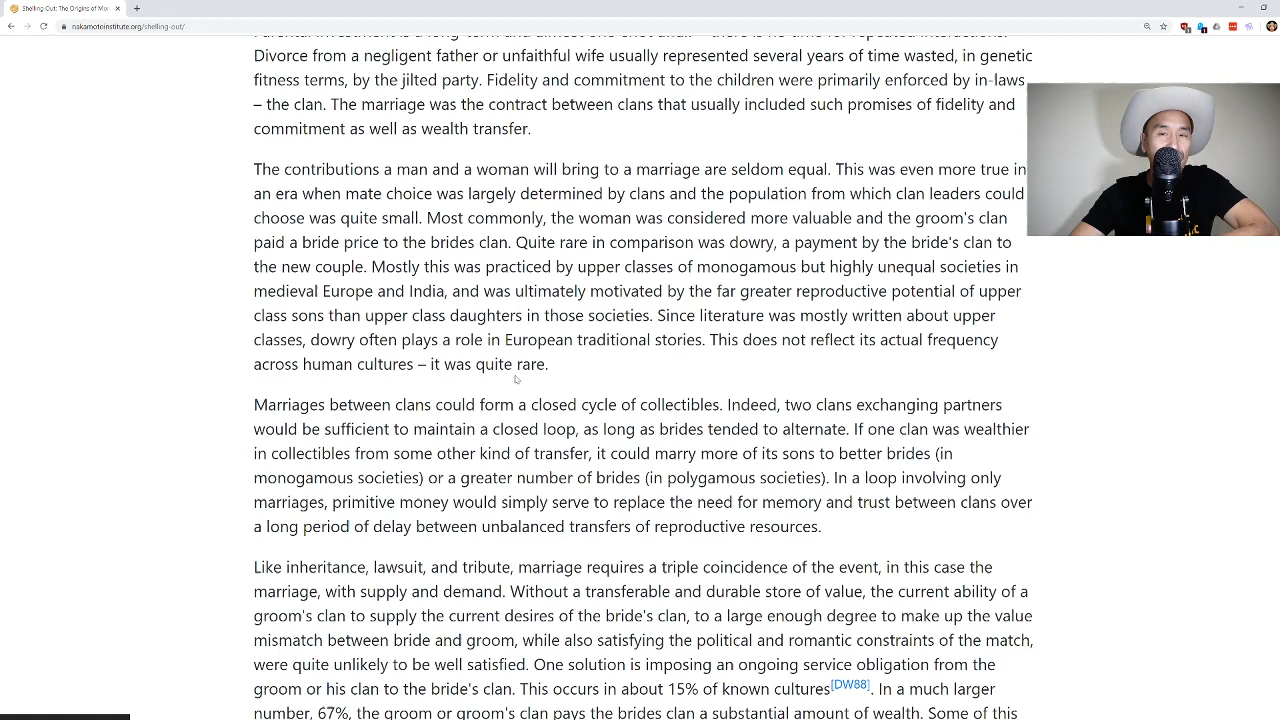 Shelling Out: The Origins of Mon
nakamotoinstitute.org/shelling-out/
Divorce from a negligent father or unfaithful wife usually represented several years of time wasted, in genetic
fitness terms, by the jilted party. Fidelity and commitment to the children were primarily enforced by in-laws
– the clan. The marriage was the contract between clans that usually included such promises of fidelity and
commitment as well as wealth transfer.
The contributions a man and a woman will bring to a marriage are seldom equal. This was even more true in
an era when mate choice was largely determined by clans and the population from which clan leaders could
choose was quite small. Most commonly, the woman was considered more valuable and the groom's clan
paid a bride price to the brides clan. Quite rare in comparison was dowry, a payment by the bride's clan to
the new couple. Mostly this was practiced by upper classes of monogamous but highly unequal societies in
medieval Europe and India, and was ultimately motivated by the far greater reproductive potential of upper
class sons than upper class daughters in those societies. Since literature was mostly written about upper
classes, dowry often plays a role in European traditional stories. This does not reflect its actual frequency
across human cultures – it was quite rare.
Marriages between clans could form a closed cycle of collectibles. Indeed, two clans exchanging partners
would be sufficient to maintain a closed loop, as long as brides tended to alternate. If one clan was wealthier
in collectibles from some other kind of transfer, it could marry more of its sons to better brides (in
monogamous societies) or a greater number of brides (in polygamous societies). In a loop involving only
marriages, primitive money would simply serve to replace the need for memory and trust between clans over
a long period of delay between unbalanced transfers of reproductive resources.
Like inheritance, lawsuit, and tribute, marriage requires a triple coincidence of the event, in this case the
marriage, with supply and demand. Without a transferable and durable store of value, the current ability of a
groom's clan to supply the current desires of the bride's clan, to a large enough degree to make up the value
mismatch between bride and groom, while also satisfying the political and romantic constraints of the match,
were quite unlikely to be well satisfied. One solution is imposing an ongoing service obligation from the
groom or his clan to the bride's clan. This occurs in about 15% of known cultures[DW88]. In a much larger
number, 67%, the groom or groom's clan pays the brides clan a substantial amount of wealth. Some of this